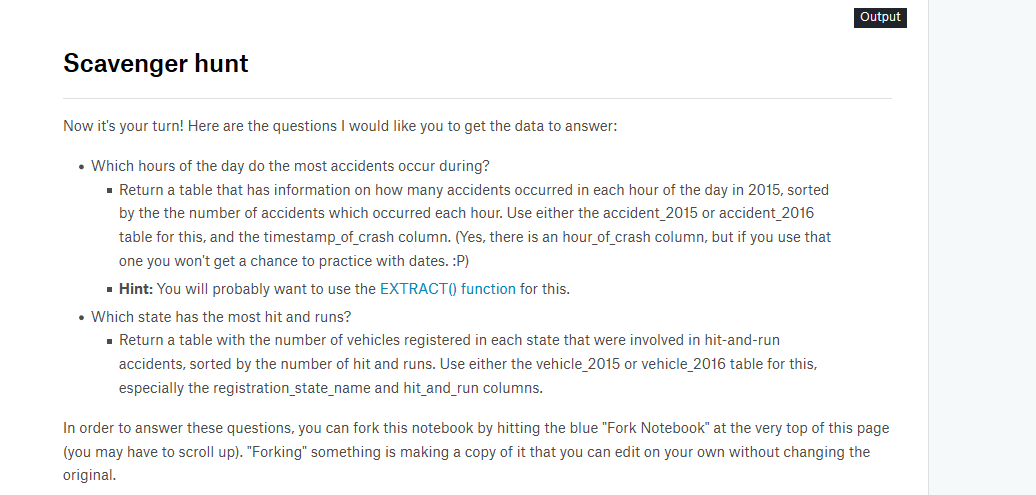 Output
Scavenger hunt
Now it's your turn! Here are the questions I would like you to get the data to answer:
• Which hours of the day do the most accidents occur during?
▪ Return a table that has information on how many accidents occurred in each hour of the day in 2015, sorted
by the the number of accidents which occurred each hour. Use either the accident_2015 or accident_2016
table for this, and the timestamp_of_crash column. (Yes, there is an hour_of_crash column, but if you use that
one you won't get a chance to practice with dates. :P)
▪ Hint: You will probably want to use the EXTRACT() function for this.
• Which state has the most hit and runs?
▪ Return a table with the number of vehicles registered in each state that were involved in hit-and-run
accidents, sorted by the number of hit and runs. Use either the vehicle_2015 or vehicle_2016 table for this,
especially the registration_state_name and hit_and_run columns.
In order to answer these questions, you can fork this notebook by hitting the blue "Fork Notebook" at the very top of this page
(you may have to scroll up). "Forking" something is making a copy of it that you can edit on your own without changing the
original.